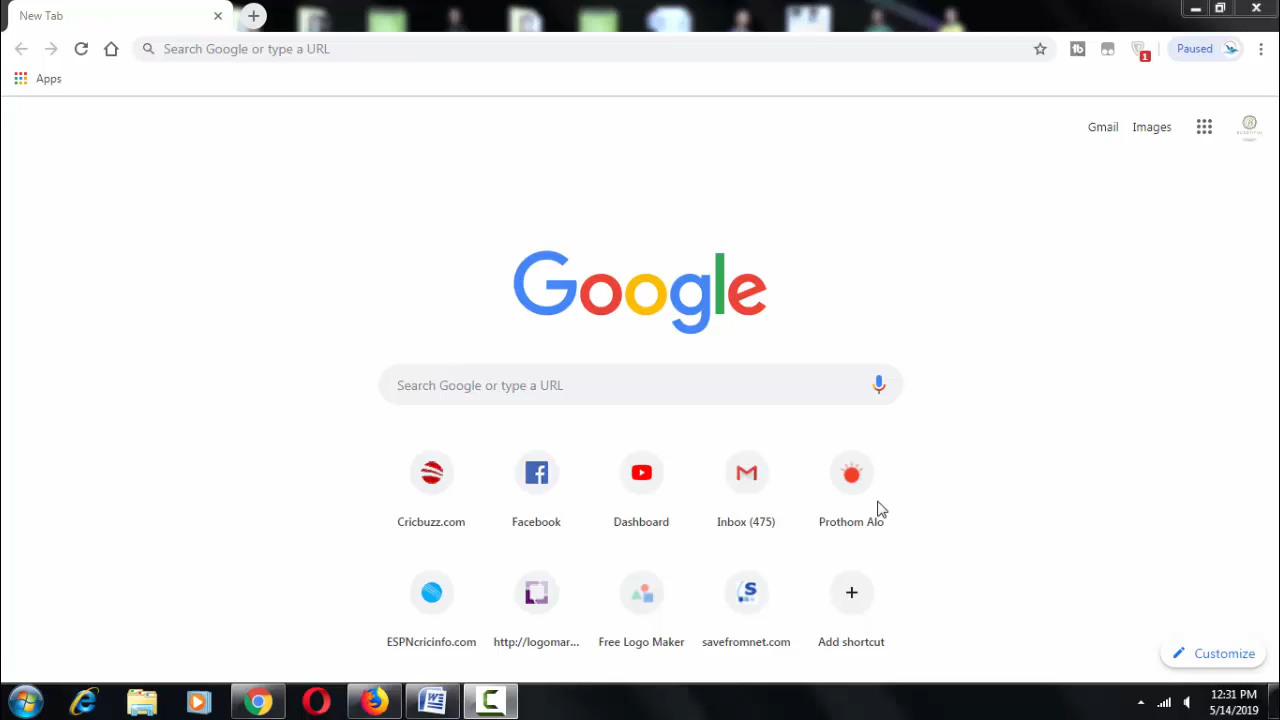 New Tab
Search Google or type a URL
tb
1
Paused
Apps
Gmail Images
Google
Search Google or type a URL
Cricbuzz.com Facebook Dashboard Inbox (475) Prothom Alo
ESPNcricinfo.com http://logomar... Free Logo Maker savefromnet.com Add shortcut
Customize
12:31 PM
5/14/2019